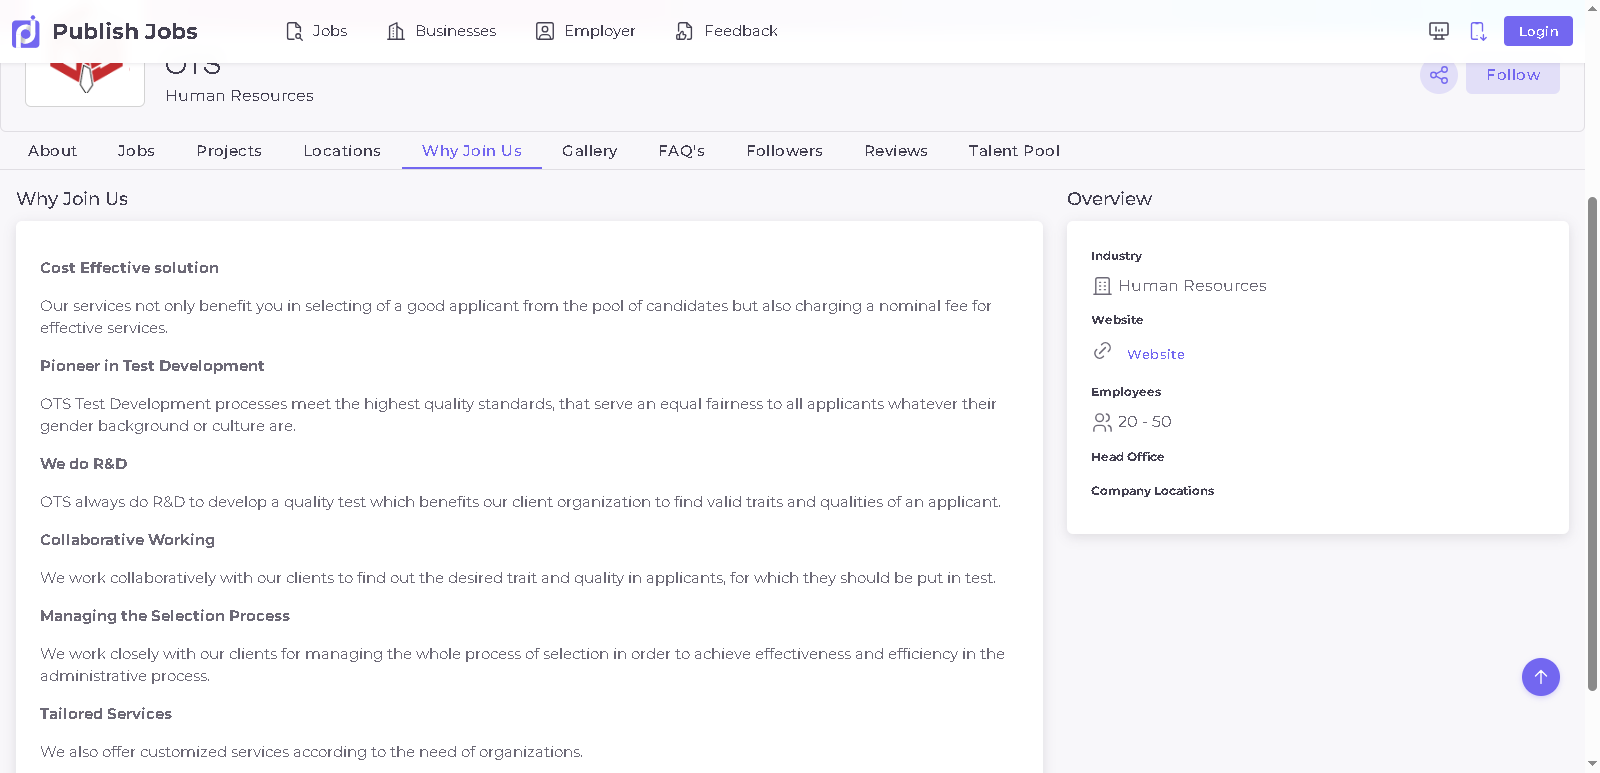 Publish Jobs
Jobs
Businesses
Employer
Feedback
Login
OTS
Human Resources
Follow
About
Jobs
Projects
Locations
Why Join Us
Gallery
FAQ's
Followers
Reviews
Talent Pool
Why Join Us
Cost Effective solution
Our services not only benefit you in selecting of a good applicant from the pool of candidates but also charging a nominal fee for
effective services.
Pioneer in Test Development
OTS Test Development processes meet the highest quality standards, that serve an equal fairness to all applicants whatever their
gender background or culture are.
We do R&D
OTS always do R&D to develop a quality test which benefits our client organization to find valid traits and qualities of an applicant.
Collaborative Working
We work collaboratively with our clients to find out the desired trait and quality in applicants, for which they should be put in test.
Managing the Selection Process
We work closely with our clients for managing the whole process of selection in order to achieve effectiveness and efficiency in the
administrative process.
Tailored Services
We also offer customized services according to the need of organizations.
Overview
Industry
Human Resources
Website
Website
Employees
20 - 50
Head Office
Company Locations